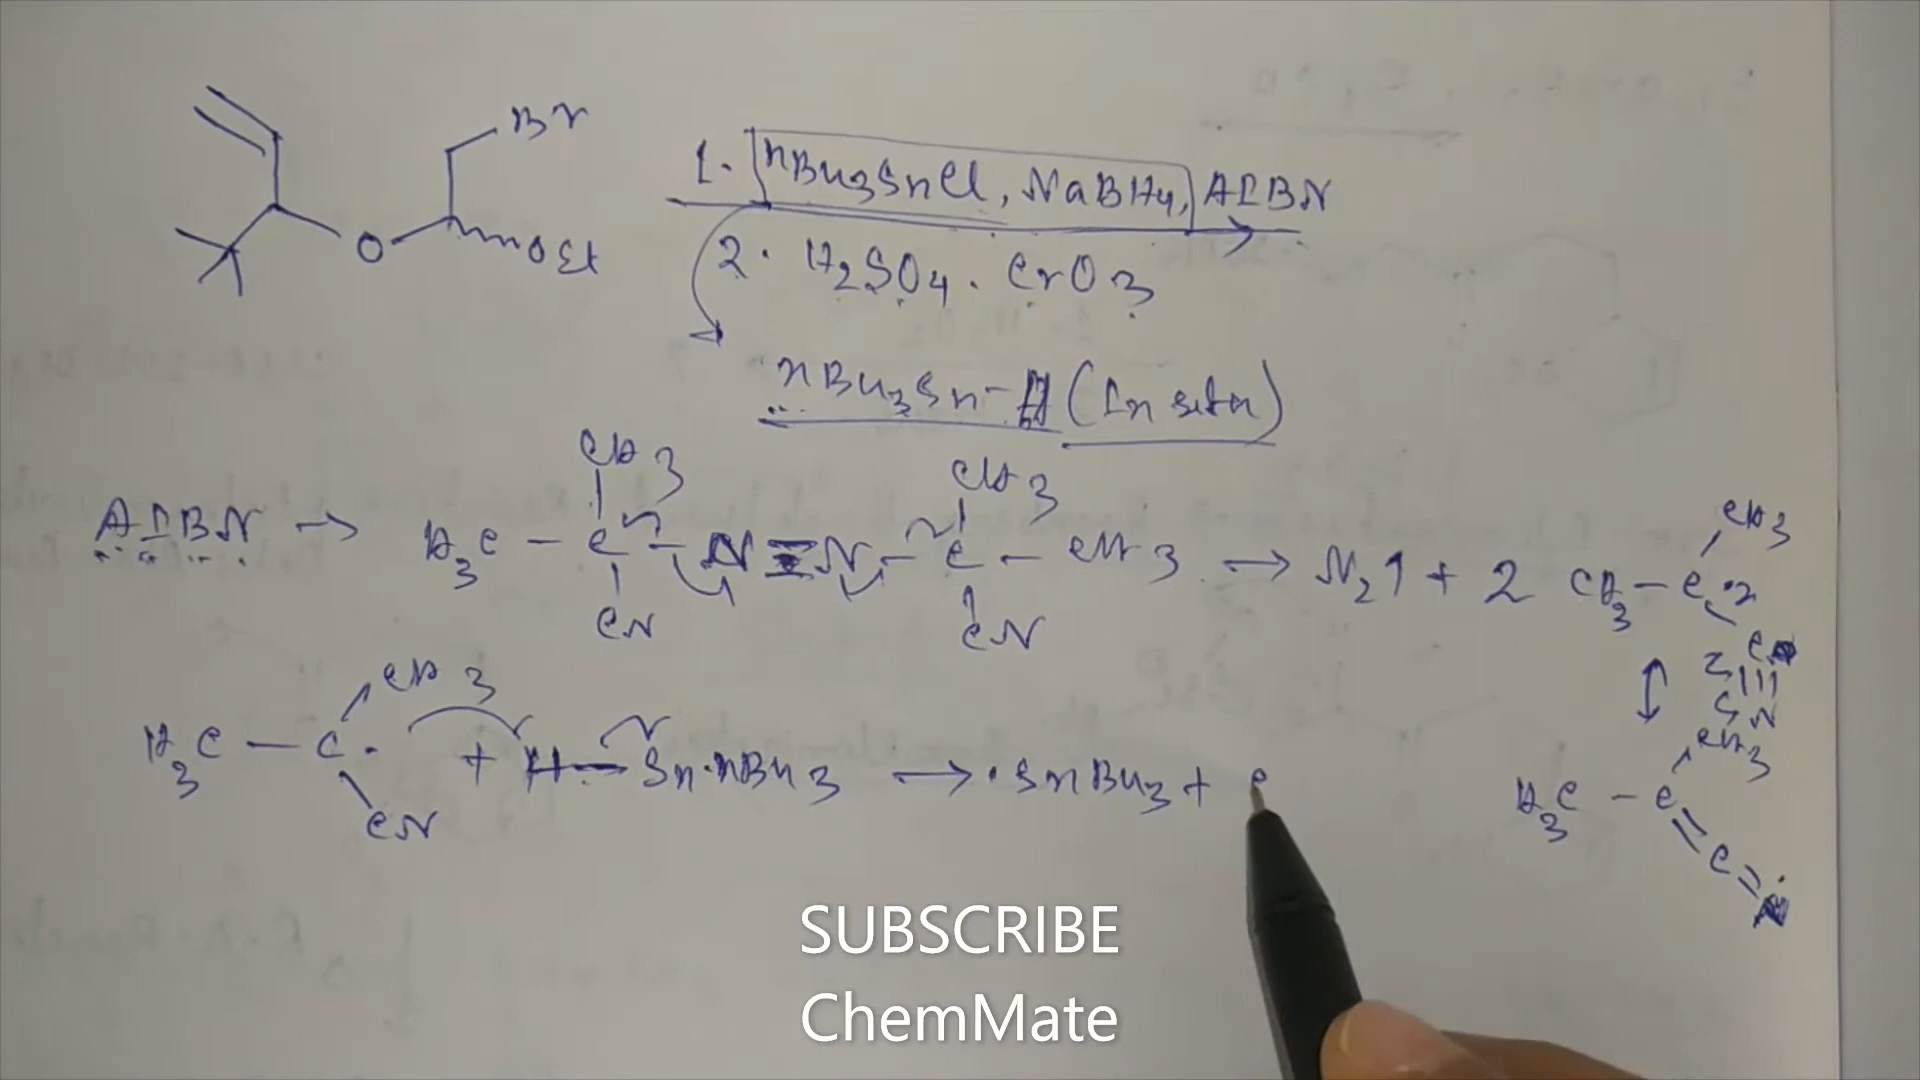 Br
O
OEt
1. nBu3SnCl, NaBH4, AIBN
2. H2SO4. CrO3
nBu3Sn-H (In situ)
AIBN → H3C - C - N = N - C - CH3 → N2↑ + 2 CH3 - C•
CH3
CN
CH3
CN
CH3
C
N
H3C - C• + H - Sn·nBu3 → •SnBu3 + C
CH3
CN
H3C - C = C =
CH3
SUBSCRIBE
ChemMate